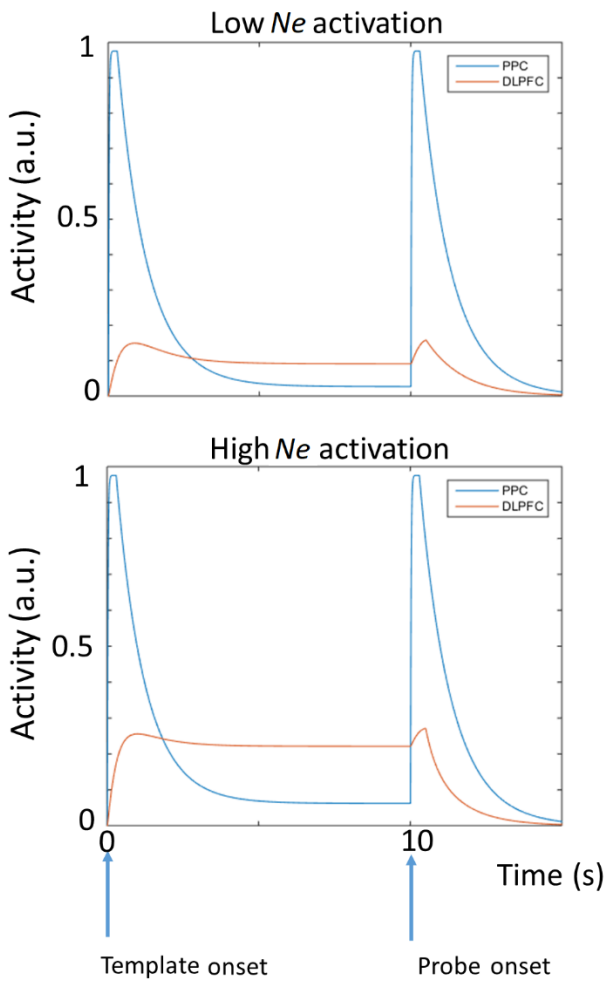 Low Ne activation
1
PPC
DLPFC
Activity (a.u.)
0.5
0
High Ne activation
1
PPC
DLPFC
Activity (a.u.)
0.5
0
0
10
Time (s)
Template onset
Probe onset